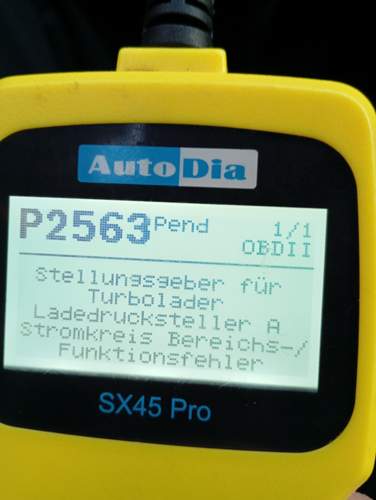 AutoDia
P2563 Pend 1/1
OBDII
Stellungsgeber für
Turbolader
Ladedrucksteller A
Stromkreis Bereichs-/
Funktionsfehler
SX45 Pro